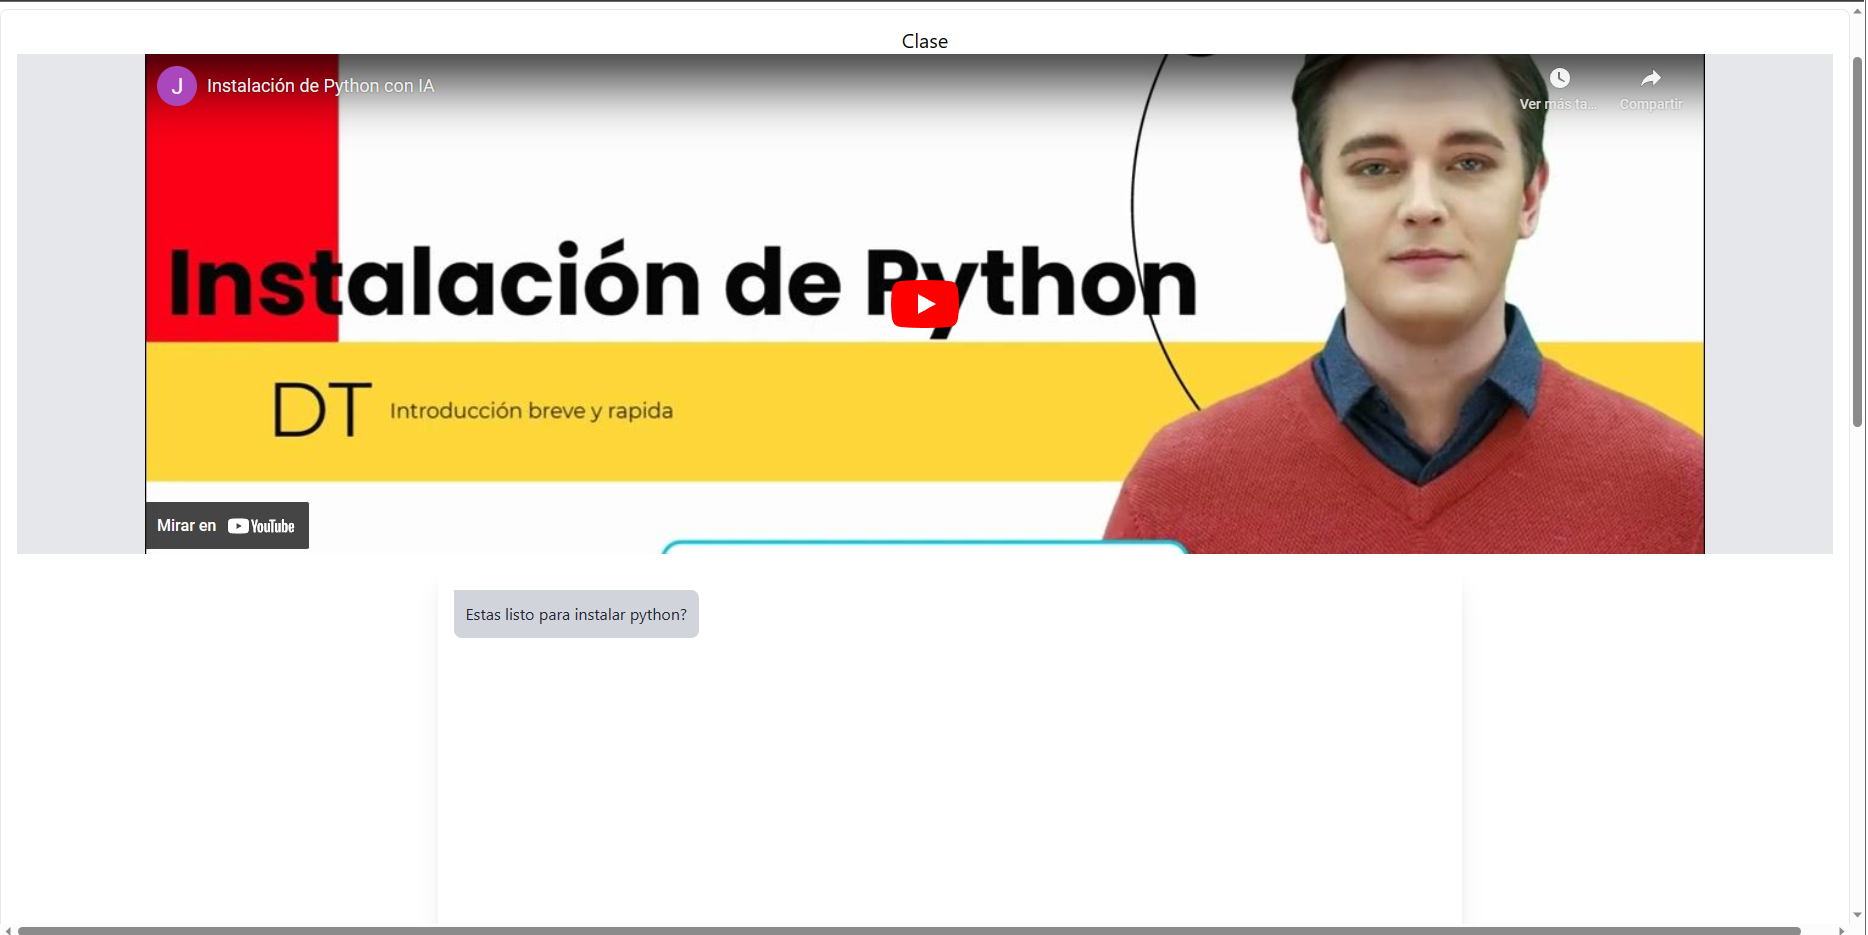 Clase
J
Instalación de Python con IA
Ver más ta...
Compartir
Instalación de Python
DT
Introducción breve y rapida
Mirar en YouTube
Estas listo para instalar python?